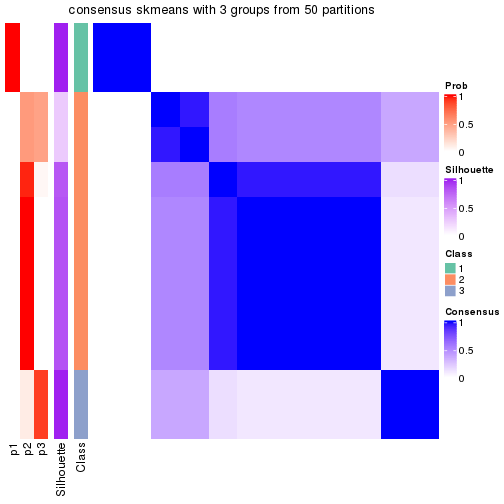 consensus skmeans with 3 groups from 50 partitions
Prob
1
0.5
0
Silhouette
1
0.5
0
Class
1
2
3
Consensus
1
0.5
0
p1
p2
p3
Silhouette
Class